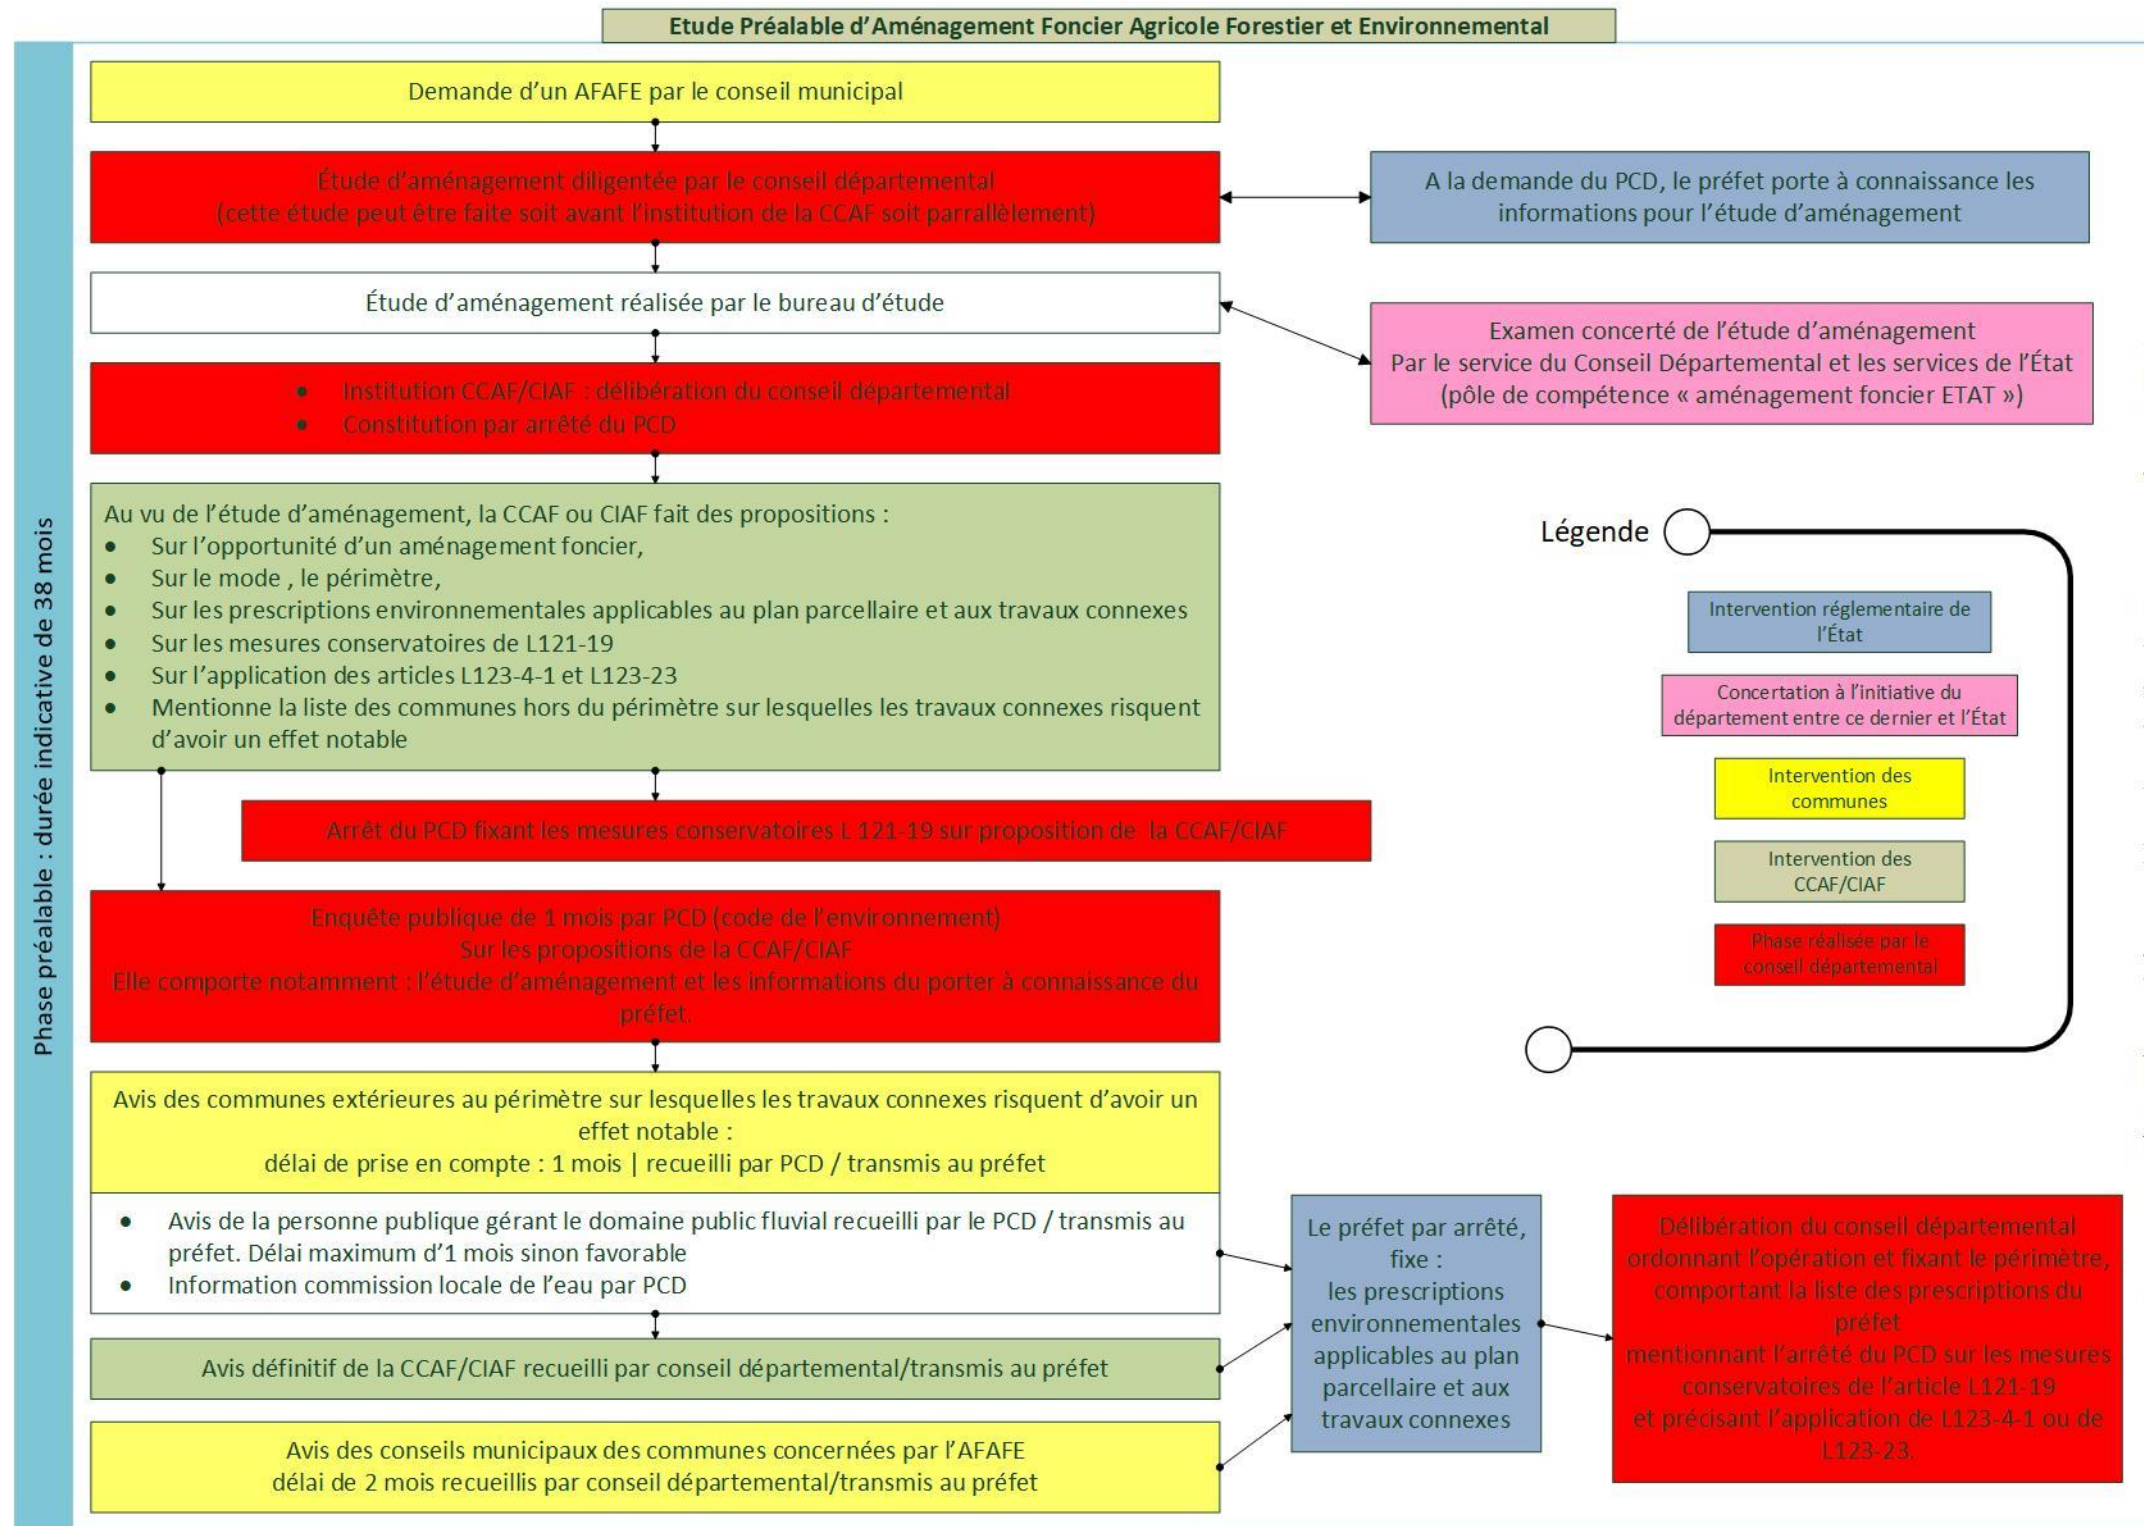 Etude Préalable d'Aménagement Foncier Agricole Forestier et Environnemental
Phase préalable : durée indicative de 38 mois
Demande d'un AFAFE par le conseil municipal
Étude d'aménagement diligentée par le conseil départemental
(cette étude peut être faite soit avant l'institution de la CCAF soit parrallèlement)
A la demande du PCD, le préfet porte à connaissance les
informations pour l'étude d'aménagement
Étude d'aménagement réalisée par le bureau d'étude
Examen concerté de l'étude d'aménagement
Par le service du Conseil Départemental et les services de l'État
(pôle de compétence « aménagement foncier ETAT »)
• Institution CCAF/CIAF : délibération du conseil départemental
• Constitution par arrêté du PCD
Au vu de l'étude d'aménagement, la CCAF ou CIAF fait des propositions :
• Sur l'opportunité d'un aménagement foncier,
• Sur le mode , le périmètre,
• Sur les prescriptions environnementales applicables au plan parcellaire et aux travaux connexes
• Sur les mesures conservatoires de L121-19
• Sur l'application des articles L123-4-1 et L123-23
• Mentionne la liste des communes hors du périmètre sur lesquelles les travaux connexes risquent
d'avoir un effet notable
Légende
Intervention réglementaire de
l'État
Concertation à l'initiative du
département entre ce dernier et l'État
Intervention des
communes
Intervention des
CCAF/CIAF
Phase réalisée par le
conseil départemental
Arrêt du PCD fixant les mesures conservatoires L 121-19 sur proposition de la CCAF/CIAF
Enquête publique de 1 mois par PCD (code de l'environnement)
Sur les propositions de la CCAF/CIAF
Elle comporte notamment : l'étude d'aménagement et les informations du porter à connaissance du
préfet.
Avis des communes extérieures au périmètre sur lesquelles les travaux connexes risquent d'avoir un
effet notable :
délai de prise en compte : 1 mois | recueilli par PCD / transmis au préfet
• Avis de la personne publique gérant le domaine public fluvial recueilli par le PCD / transmis au
préfet. Délai maximum d'1 mois sinon favorable
• Information commission locale de l'eau par PCD
Avis définitif de la CCAF/CIAF recueilli par conseil départemental/transmis au préfet
Avis des conseils municipaux des communes concernées par l'AFAFE
délai de 2 mois recueillis par conseil départemental/transmis au préfet
Le préfet par arrêté,
fixe :
les prescriptions
environnementales
applicables au plan
parcellaire et aux
travaux connexes
Délibération du conseil départemental
ordonnant l'opération et fixant le périmètre,
comportant la liste des prescriptions du
préfet
mentionnant l'arrêté du PCD sur les mesures
conservatoires de l'article L121-19
et précisant l'application de L123-4-1 ou de
L123-23.